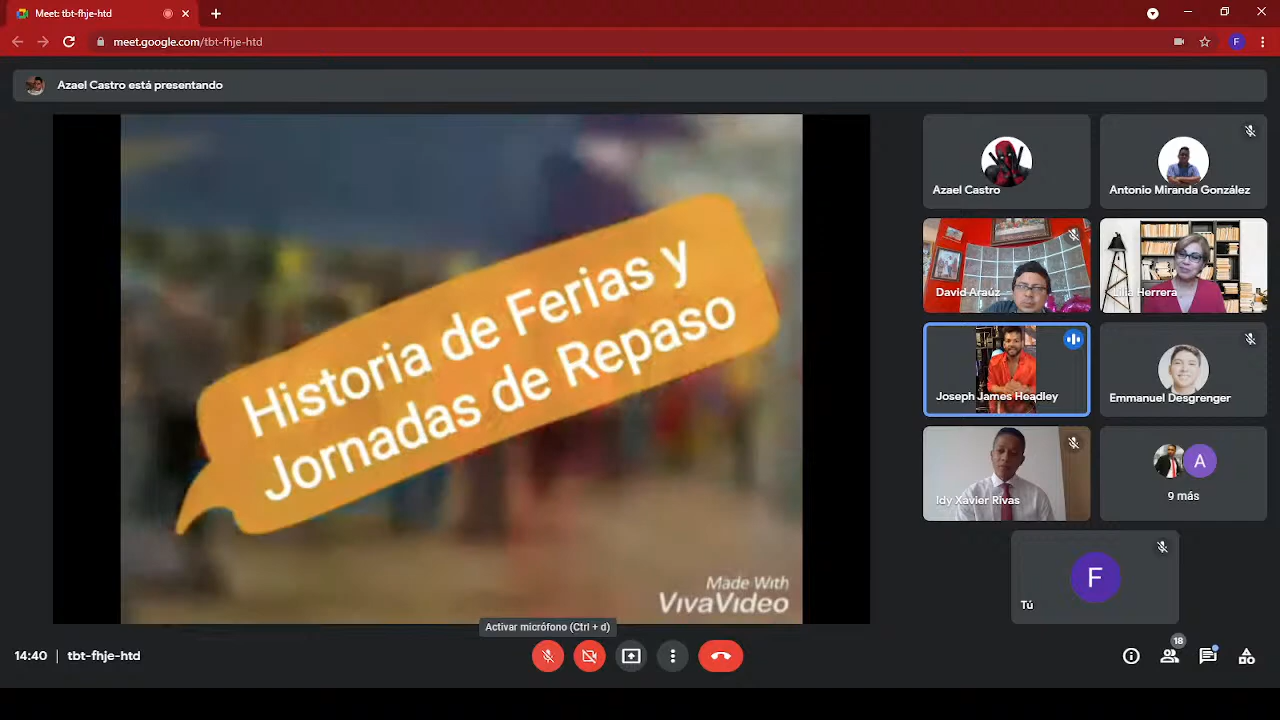 Meet: tbt-fhje-htd
meet.google.com/tbt-fhje-htd
F
Azael Castro está presentando
Historia de Ferias y
Jornadas de Repaso
Made With
VivaVideo
Azael Castro
Antonio Miranda González
David Araúz
Herrera
Joseph James Headley
Emmanuel Desgrenger
Idy Xavier Rivas
A
9 más
F
Tú
Activar micrófono (Ctrl + d)
14:40 | tbt-fhje-htd
18